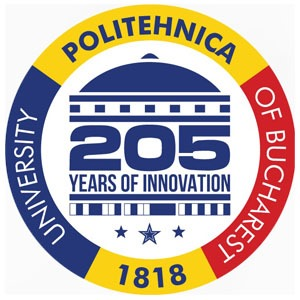 UNIVERSITY
POLITEHNICA
OF BUCHAREST
205
YEARS OF INNOVATION
1818